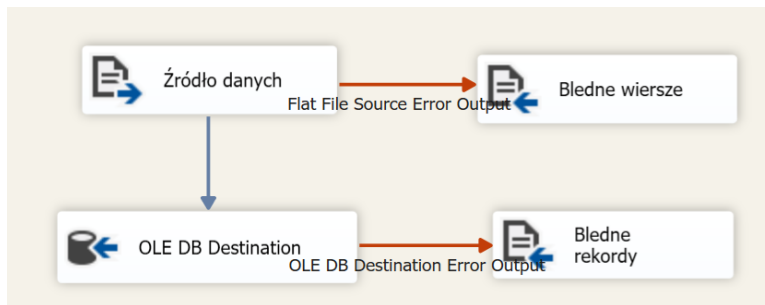 Źródło danych
Bledne wiersze
Flat File Source Error Output
OLE DB Destination
Bledne
rekordy
OLE DB Destination Error Output